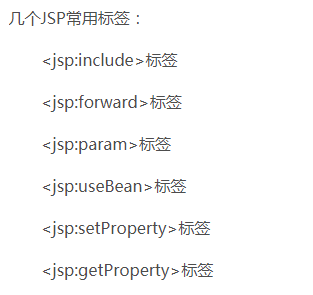 几个JSP常用标签：
<jsp:include>标签
<jsp:forward>标签
<jsp:param>标签
<jsp:useBean>标签
<jsp:setProperty>标签
<jsp:getProperty>标签